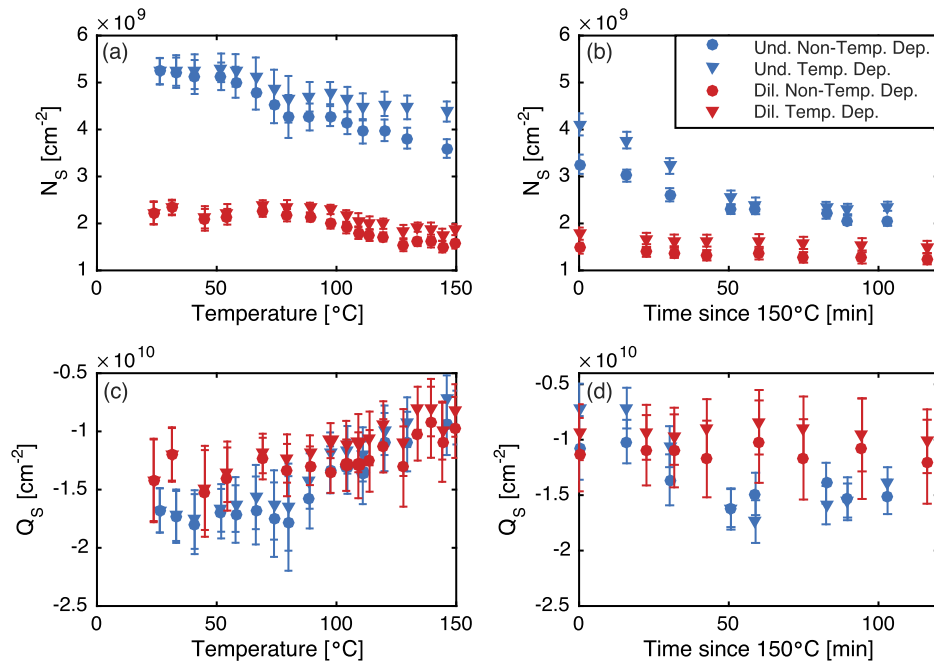 × 10⁹
(a)
6
5
4
3
2
1
N_S [cm⁻²]
0
50
100
150
Temperature [°C]
× 10⁹
(b)
6
5
4
3
2
1
N_S [cm⁻²]
Und. Non-Temp. Dep.
Und. Temp. Dep.
Dil. Non-Temp. Dep.
Dil. Temp. Dep.
0
50
100
Time since 150°C [min]
× 10¹⁰
(c)
-0.5
-1
-1.5
-2
-2.5
Q_S [cm⁻²]
0
50
100
150
Temperature [°C]
× 10¹⁰
(d)
-0.5
-1
-1.5
-2
-2.5
Q_S [cm⁻²]
0
50
100
Time since 150°C [min]